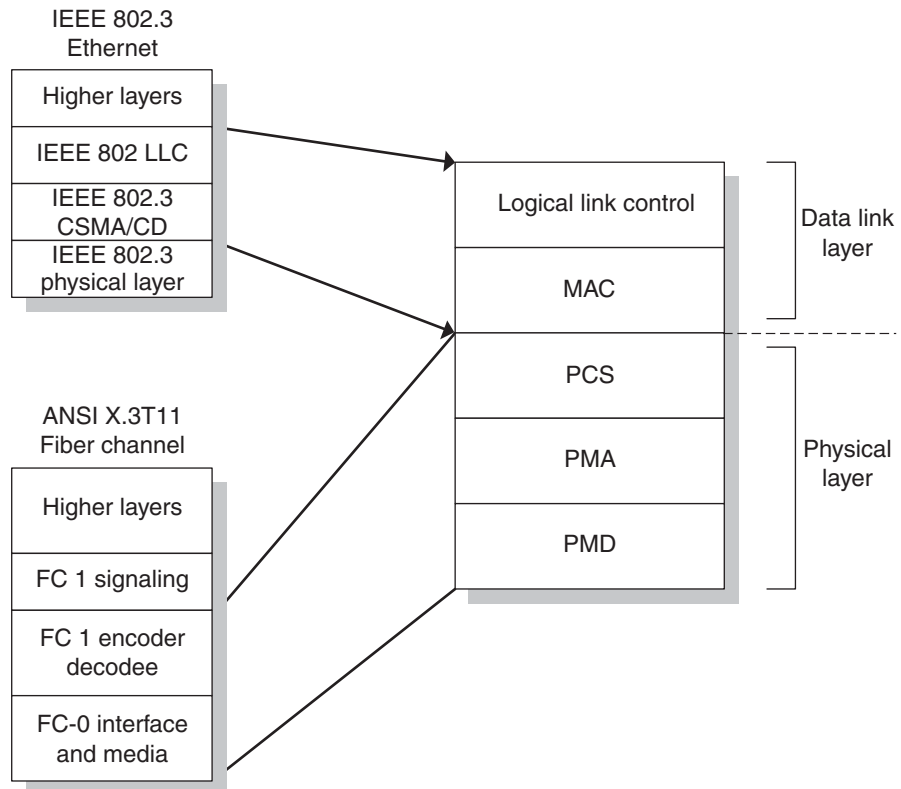 IEEE 802.3
Ethernet
Higher layers
IEEE 802 LLC
IEEE 802.3
CSMA/CD
IEEE 802.3
physical layer
ANSI X.3T11
Fiber channel
Higher layers
FC 1 signaling
FC 1 encoder
decodee
FC-0 interface
and media
Logical link control
MAC
PCS
PMA
PMD
Data link
layer
Physical
layer